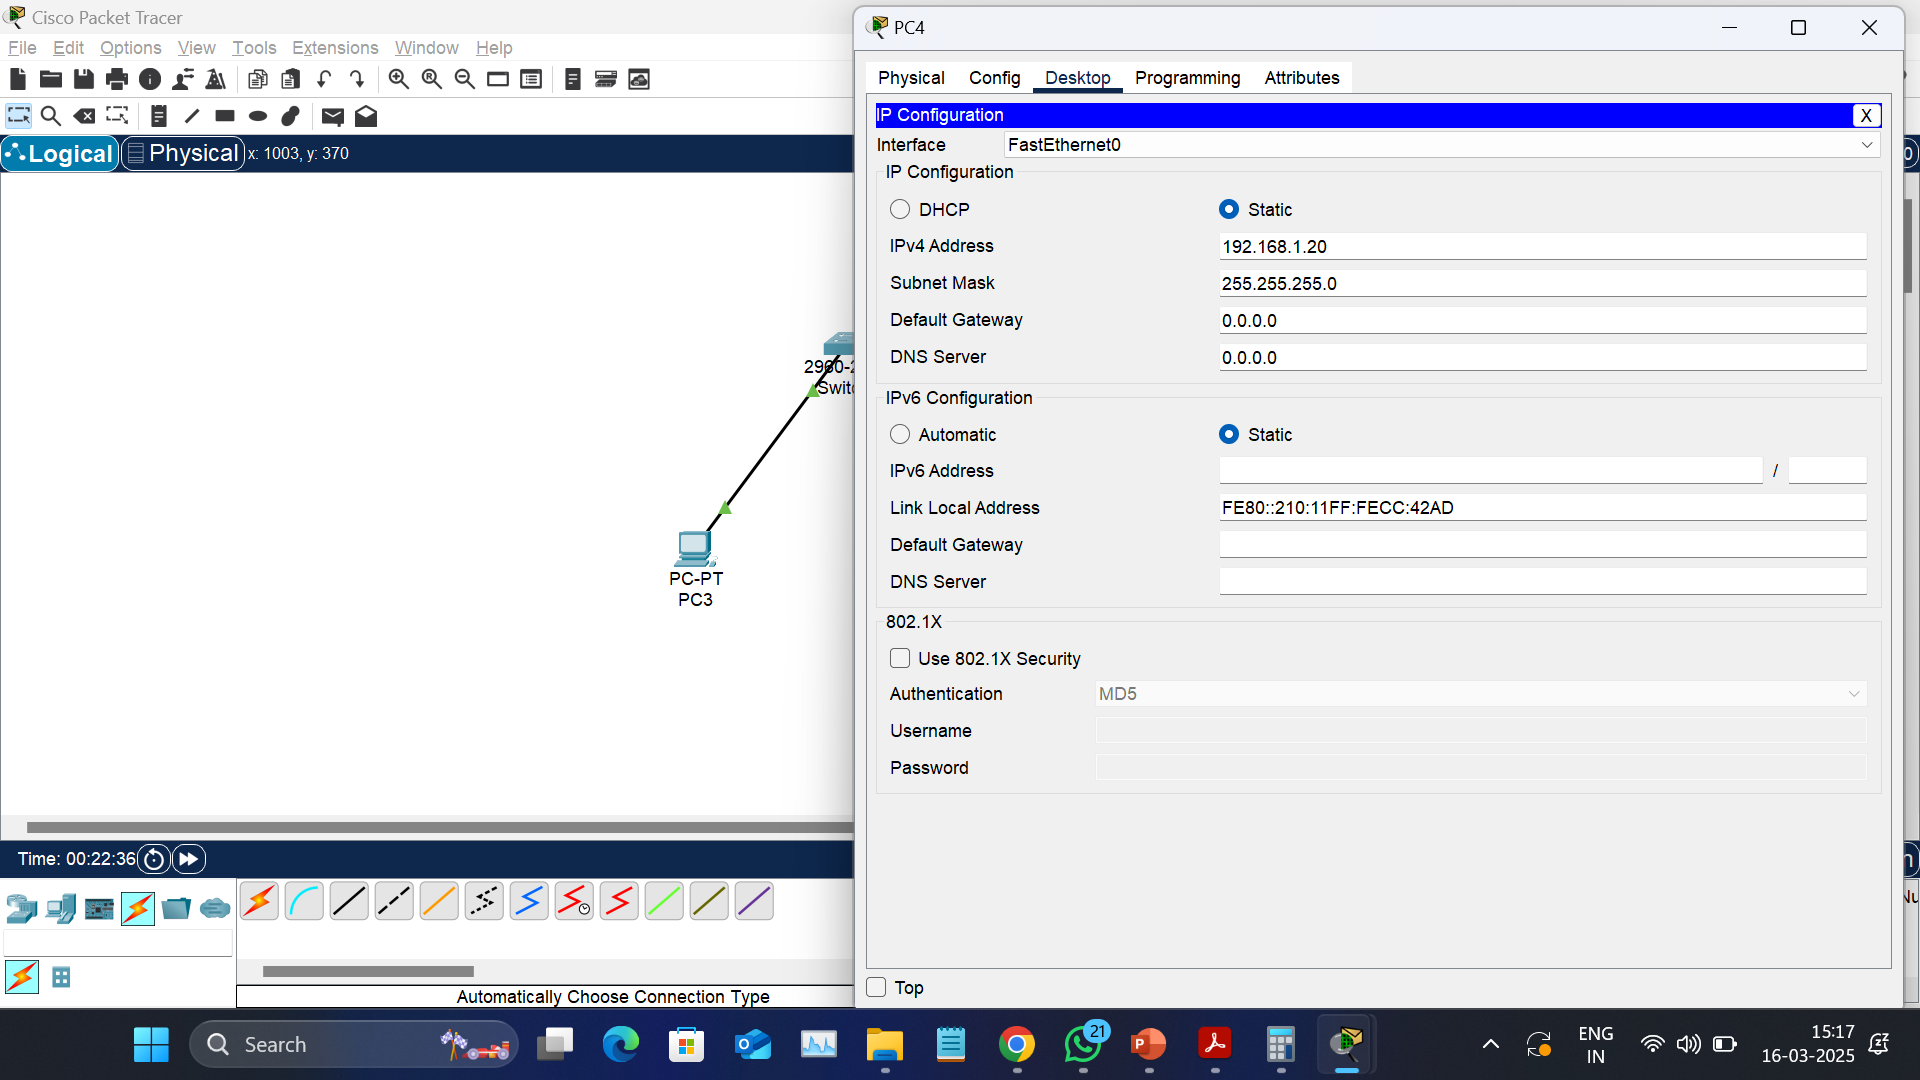 Cisco Packet Tracer
File Edit Options View Tools Extensions Window Help
Logical Physical x: 1003, y: 370
PC-PT
PC3
Time: 00:22:36
Automatically Choose Connection Type
PC4
Physical Config Desktop Programming Attributes
IP Configuration X
Interface FastEthernet0
IP Configuration
DHCP Static
IPv4 Address 192.168.1.20
Subnet Mask 255.255.255.0
Default Gateway 0.0.0.0
DNS Server 0.0.0.0
IPv6 Configuration
Automatic Static
IPv6 Address /
Link Local Address FE80::210:11FF:FECC:42AD
Default Gateway
DNS Server
802.1X
Use 802.1X Security
Authentication MD5
Username
Password
Top
Search
21
ENG
IN
15:17
16-03-2025